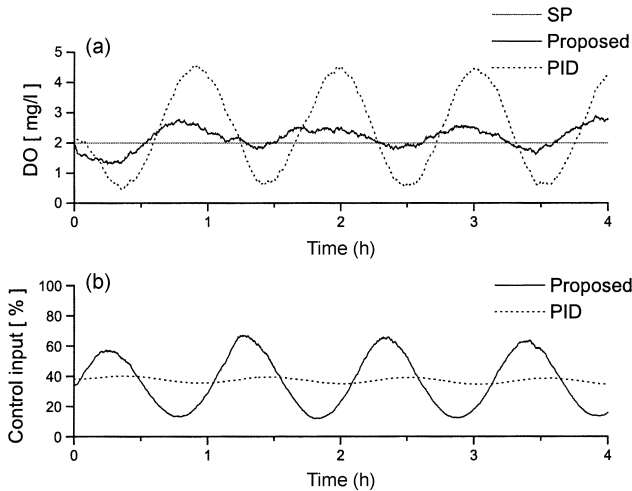 SP
(a)
Proposed
PID
5
4
3
2
1
0
DO [ mg/l ]
0 1 2 3 4
Time (h)
(b)
Proposed
PID
100
80
60
40
20
0
Control input [ % ]
0 1 2 3 4
Time (h)